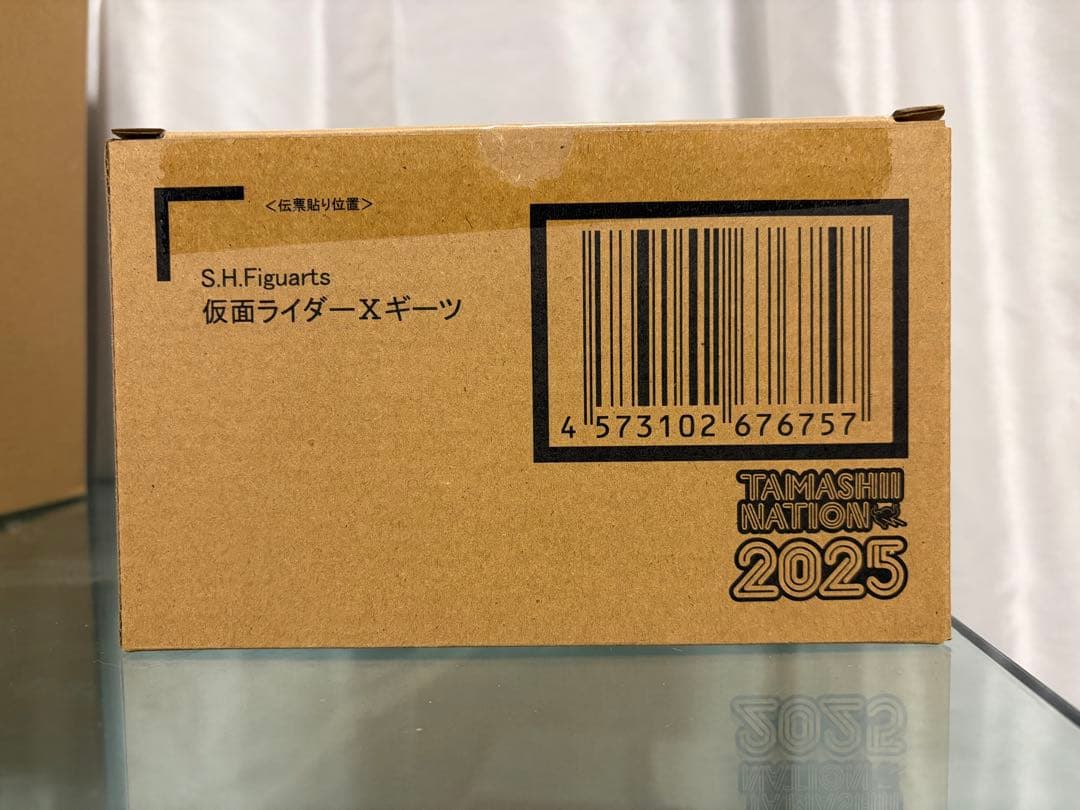 <伝票貼り位置>
S.H.Figuarts
仮面ライダーXギーツ
4 573102 676757
TAMASHII
NATION
2025